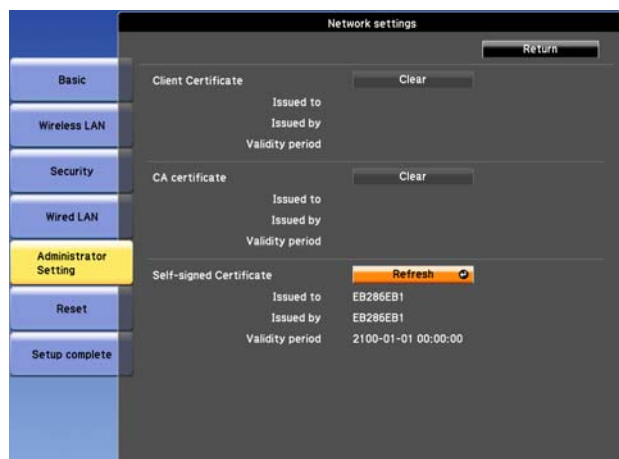 Network settings
Return
Basic
Wireless LAN
Security
Wired LAN
Administrator
Setting
Reset
Setup complete
Client Certificate
Clear
Issued to
Issued by
Validity period
CA certificate
Clear
Issued to
Issued by
Validity period
Self-signed Certificate
Refresh
Issued to EB286EB1
Issued by EB286EB1
Validity period 2100-01-01 00:00:00